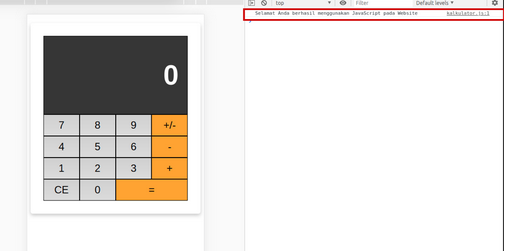 top
Filter
Default levels
Selamat Anda berhasil menggunakan JavaScript pada Website
kalkulator.js:1
0
7 8 9 +/-
4 5 6 -
1 2 3 +
CE 0 =